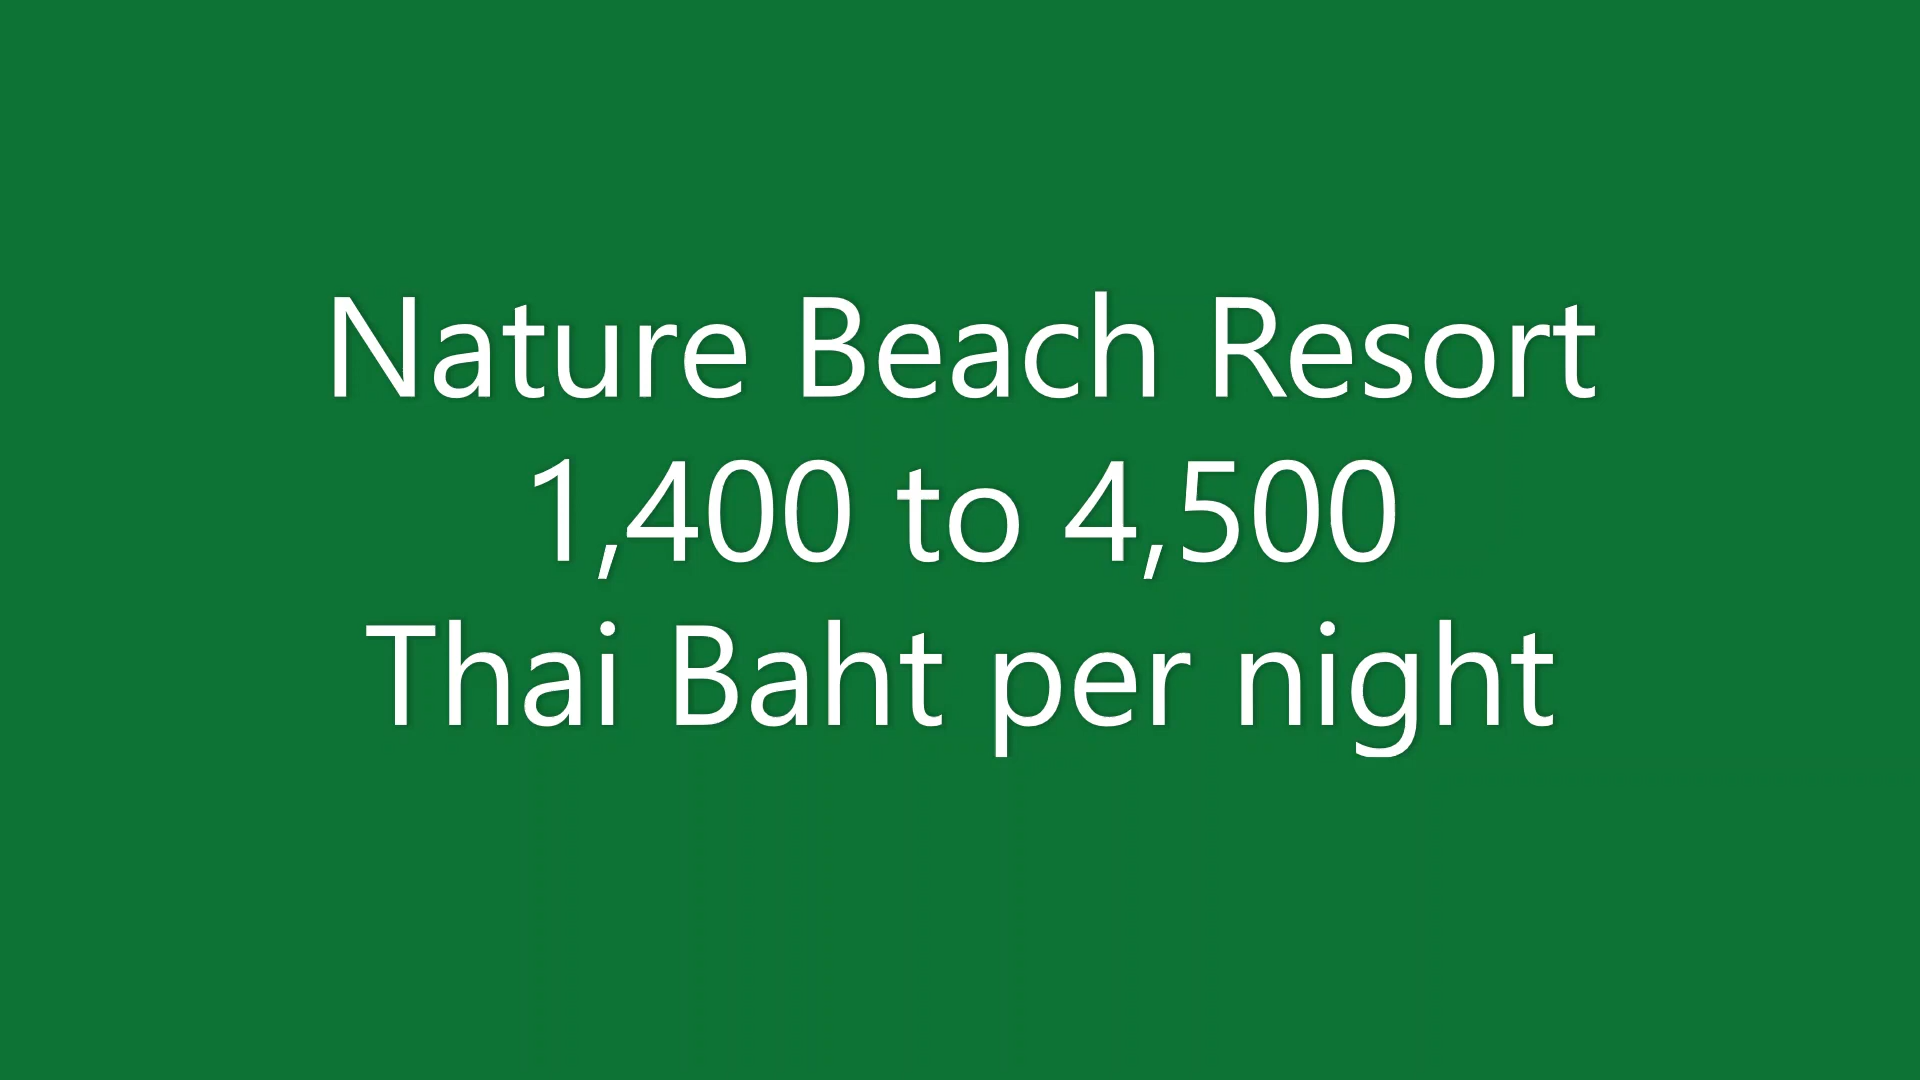 Nature Beach Resort
1,400 to 4,500
Thai Baht per night